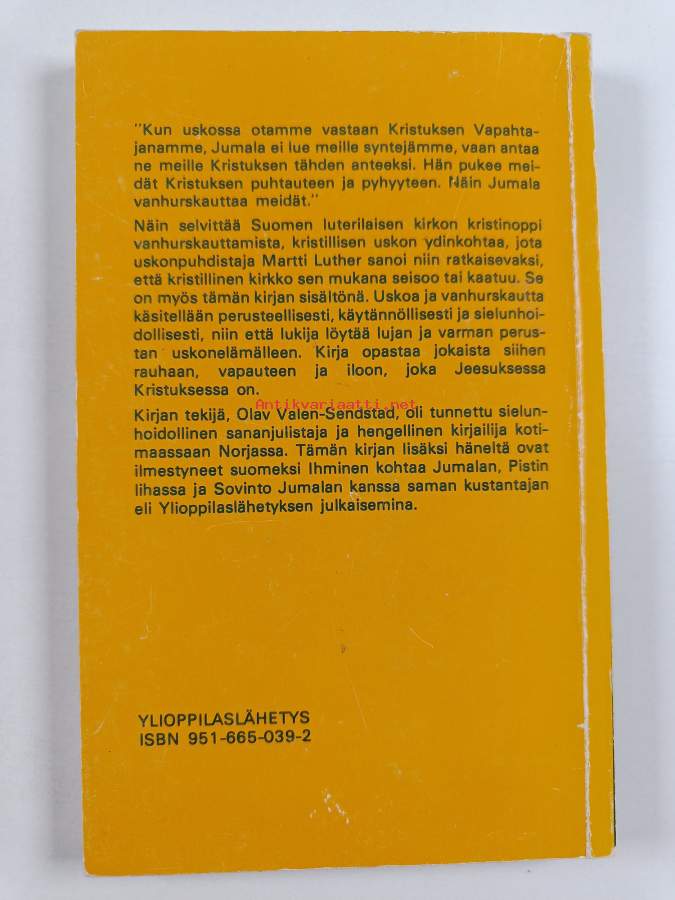 "Kun uskossa otamme vastaan Kristuksen Vapahta-
janamme, Jumala ei lue meille syntejämme, vaan antaa
ne meille Kristuksen tähden anteeksi. Hän pukee mei-
dät Kristuksen puhtauteen ja pyhyyteen. Näin Jumala
vanhurskauttaa meidät."
Näin selvittää Suomen luterilaisen kirkon kristinoppi
vanhurskauttamista, kristillisen uskon ydinkohtaa, jota
uskonpuhdistaja Martti Luther sanoi niin ratkaisevaksi,
että kristillinen kirkko sen mukana seisoo tai kaatuu. Se
on myös tämän kirjan sisältönä. Uskoa ja vanhurskautta
käsitellään perusteellisesti, käytännöllisesti ja sielunhoi-
dollisesti, niin että lukija löytää lujan ja varman perus-
tan uskonelämälleen. Kirja opastaa jokaista siihen
rauhaan, vapauteen ja iloon, joka Jeesuksessa
Kristuksessa on.
Antikvariaatti.net
Kirjan tekijä, Olav Valen-Sendstad, oli tunnettu sielun-
hoidollinen sananjulistaja ja hengellinen kirjailija koti-
maassaan Norjassa. Tämän kirjan lisäksi häneltä ovat
ilmestyneet suomeksi Ihminen kohtaa Jumalan, Pistin
lihassa ja Sovinto Jumalan kanssa saman kustantajan
eli Ylioppilaslähetyksen julkaisemina.
YLIOPPILASLÄHETYS
ISBN 951-665-039-2